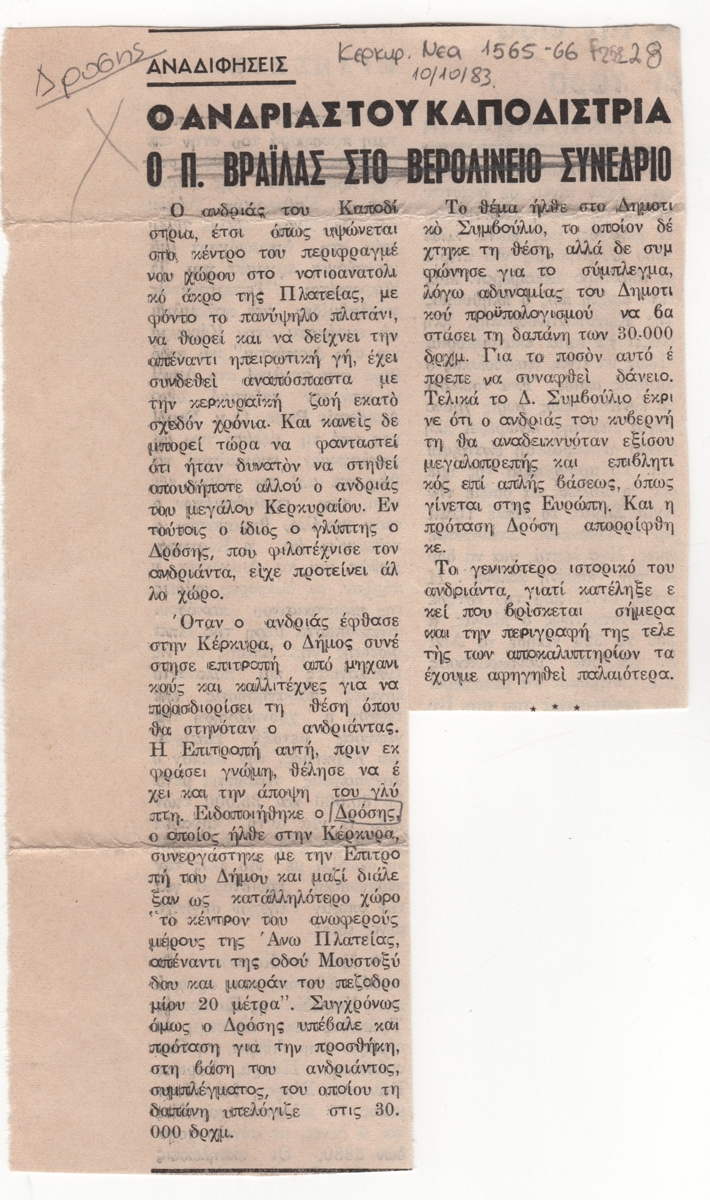 Δρόσης
Κερκυρ. Νέα 1565-66
10/10/83.
ΑΝΑΔΙΦΗΣΕΙΣ
Ο ΑΝΔΡΙΑΣ ΤΟΥ ΚΑΠΟΔΙΣΤΡΙΑ
Ο Π. ΒΡΑΪΛΑΣ ΣΤΟ ΒΕΡΟΛΙΝΕΙΟ ΣΥΝΕΔΡΙΟ
Ο ανδριάς του Καποδί
στρια, έτσι όπως υψώνεται
στο κέντρο του περιφραγμέ
νου χώρου στο νοτιοανατολι
κό άκρο της Πλατείας, με
φόντο το πανύψηλο πλατάνι,
να θωρεί και να δείχνει την
απέναντι ηπειρωτική γή, έχει
συνδεθεί αναπόσπαστα με
την κερκυραϊκή ζωή εκατό
σχεδόν χρόνια. Και κανείς δε
μπορεί τώρα να φανταστεί
ότι ήταν δυνατόν να στηθεί
οπουδήποτε αλλού ο ανδριάς
του μεγάλου Κερκυραίου. Εν
τούτοις ο ίδιος ο γλύπτης ο
Δρόσης, που φιλοτέχνισε τον
ανδριάντα, είχε προτείνει άλ
λο χώρο.
Όταν ο ανδριάς έφθασε
στην Κέρκυρα, ο Δήμος συνέ
στησε επιτροπή από μηχανι
κούς και καλλιτέχνες για να
προσδιορίσει τη θέση όπου
θα στηνόταν ο ανδριάντας.
Η Επιτροπή αυτή, πριν εκ
φράσει γνώμη, θέλησε να έ
χει και την άποψη του γλύ
πτη. Ειδοποιήθηκε ο Δρόσης,
ο οποίος ήλθε στην Κέρκυρα,
συνεργάστηκε με την Επιτρο
πή του Δήμου και μαζί διάλε
ξαν ως κατάλληλότερο χώρο
"το κέντρον του ανωφερούς
μέρους της Άνω Πλατείας,
απέναντι της οδού Μουστοξύ
δου και μακράν του πεζοδρο
μίου 20 μέτρα". Συγχρόνως
όμως ο Δρόσης υπέβαλε και
πρόταση για την προσθήκη,
στη βάση του ανδριάντος,
συμπλέγματος, του οποίου τη
δαπάνη υπελόγιζε στις 30.
000 δρχμ.
Το θέμα ήλθε στο Δημοτι
κό Συμβούλιο, το οποίον δέ
χτηκε τη θέση, αλλά δε συμ
φώνησε για το σύμπλεγμα,
λόγω αδυναμίας του Δημοτι
κού προϋπολογισμού να βα
στάσει τη δαπάνη των 30.000
δρχμ. Για το ποσόν αυτό έ
πρεπε να συναφθεί δάνειο.
Τελικά το Δ. Συμβούλιο έκρι
νε ότι ο ανδριάς του κυβερνή
τη θα αναδεικνυόταν εξίσου
μεγαλοπρεπής και επιβλητι
κός επί απλής βάσεως, όπως
γίνεται στης Ευρώπη. Και η
πρόταση Δρόση απορρίφθη
κε.
Το γενικότερο ιστορικό του
ανδριάντα, γιατί κατέληξε ε
κεί που βρίσκεται σήμερα
και την περιγραφή της τελε
τής των αποκαλυπτηρίων τα
έχουμε αφηγηθεί παλαιότερα.
* * *